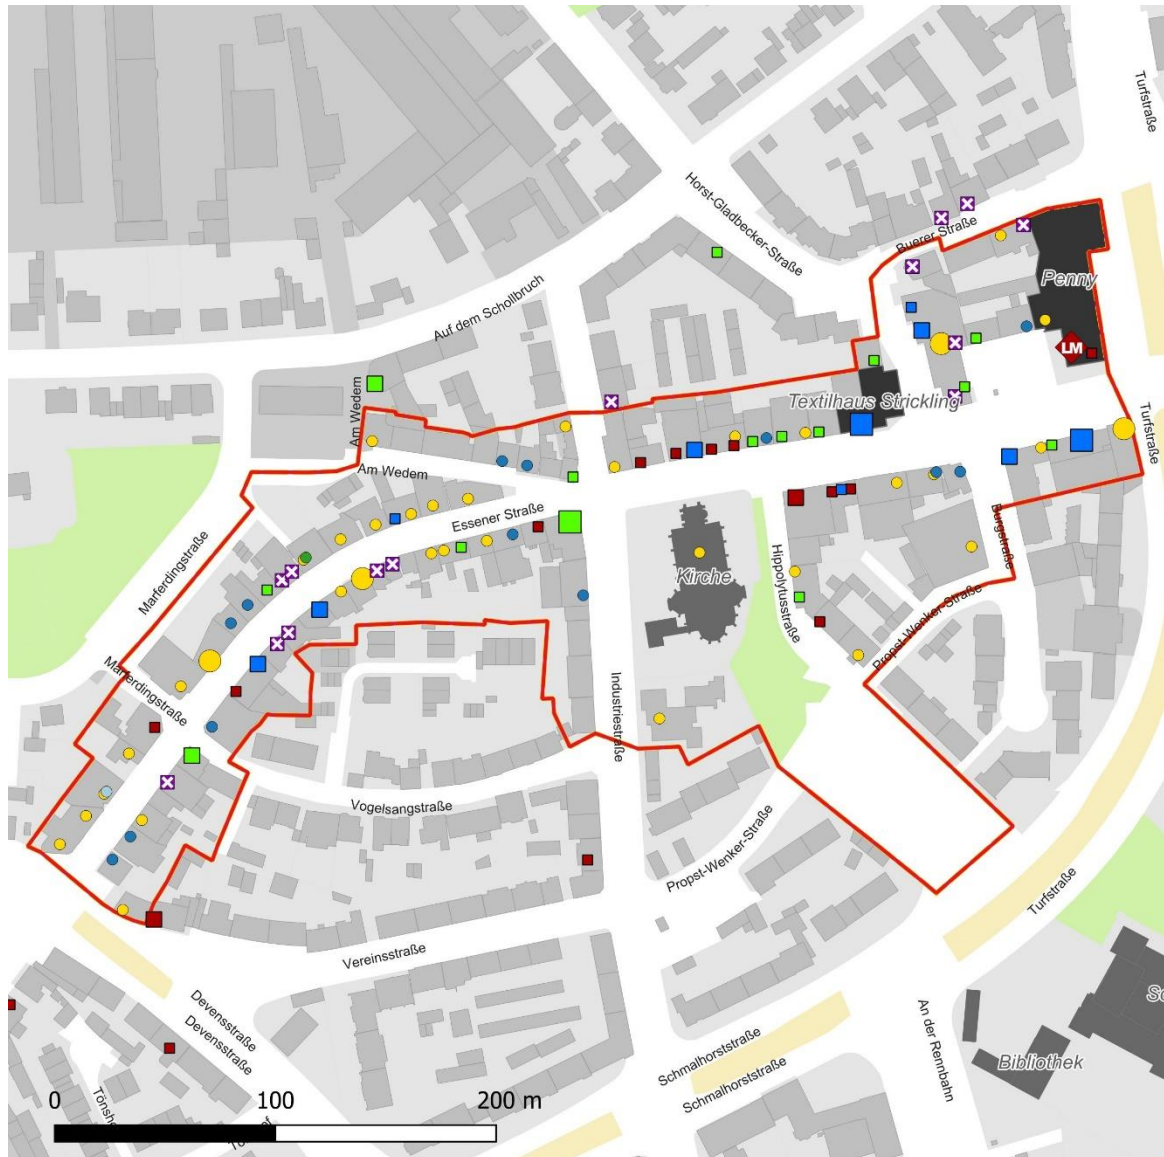 Turfstraße
Horst-Gladbecker-Straße
Buerer Straße
Penny
Auf dem Schollbruch
LM
Am Wedem
Textilhaus Strickling
Turfstraße
Am Wedem
Essener Straße
Burgstraße
Marferdingstraße
Kirche
Hippolytusstraße
Propst-Wenker-Straße
Marferdingstraße
Industriestraße
Vogelsangstraße
Propst-Wenker-Straße
Turfstraße
Vereinsstraße
Devensstraße
Devensstraße
An der Rennbahn
Schmalhorststraße
Schmalhorststraße
Bibliothek
0 100 200 m